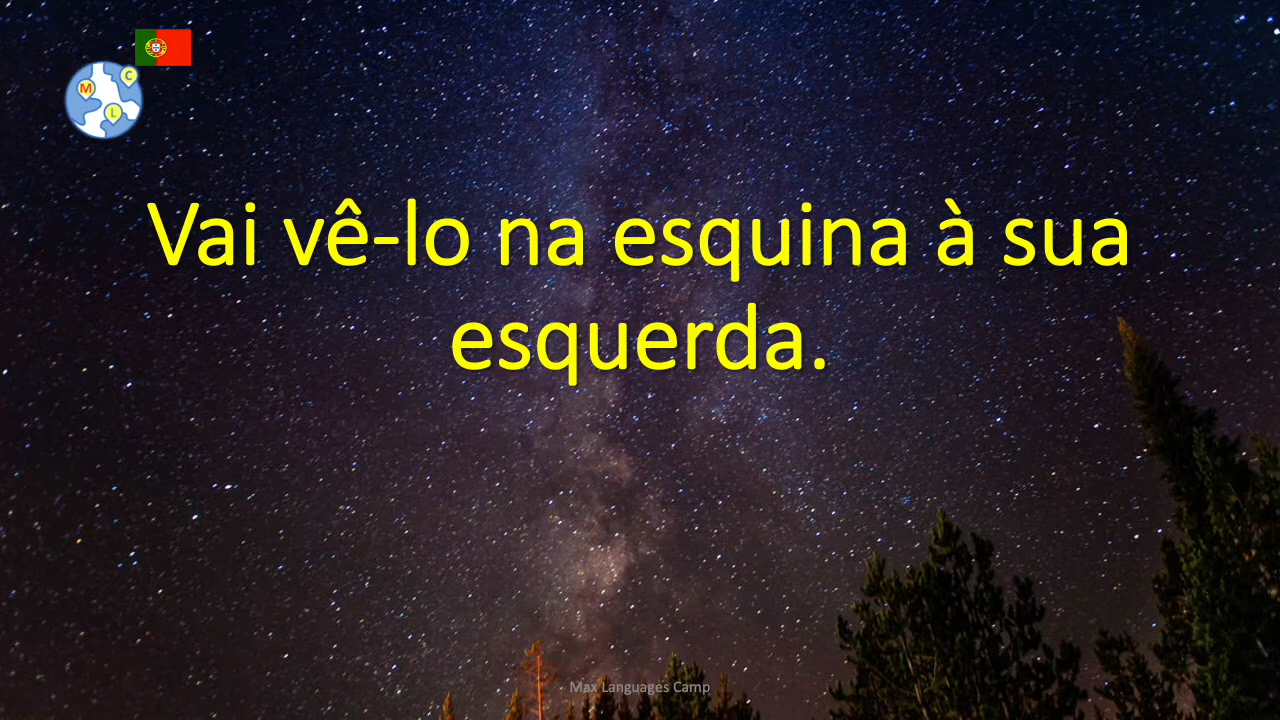 C
M
L
Vai vê-lo na esquina à sua
esquerda.
Max Languages Camp